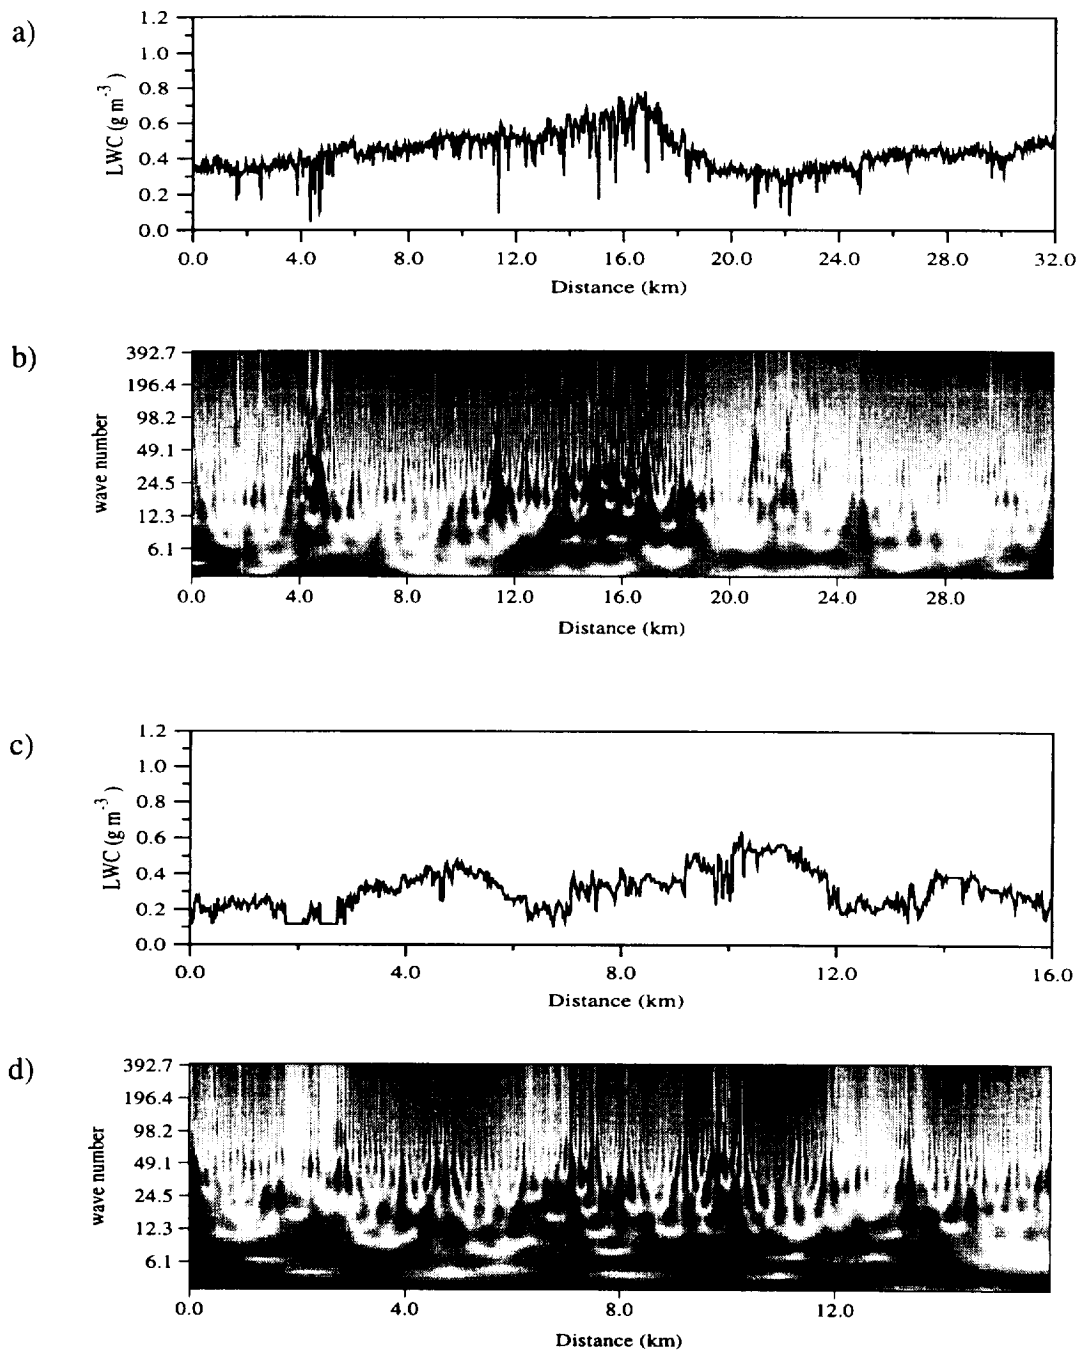 a)
1.2
1.0
0.8
0.6
0.4
0.2
0.0
LWC (g m-3)
0.0 4.0 8.0 12.0 16.0 20.0 24.0 28.0 32.0
Distance (km)
b)
392.7
196.4
98.2
49.1
24.5
12.3
6.1
wave number
0.0 4.0 8.0 12.0 16.0 20.0 24.0 28.0
Distance (km)
c)
1.2
1.0
0.8
0.6
0.4
0.2
0.0
LWC (g m-3)
0.0 4.0 8.0 12.0 16.0
Distance (km)
d)
392.7
196.4
98.2
49.1
24.5
12.3
6.1
wave number
0.0 4.0 8.0 12.0
Distance (km)